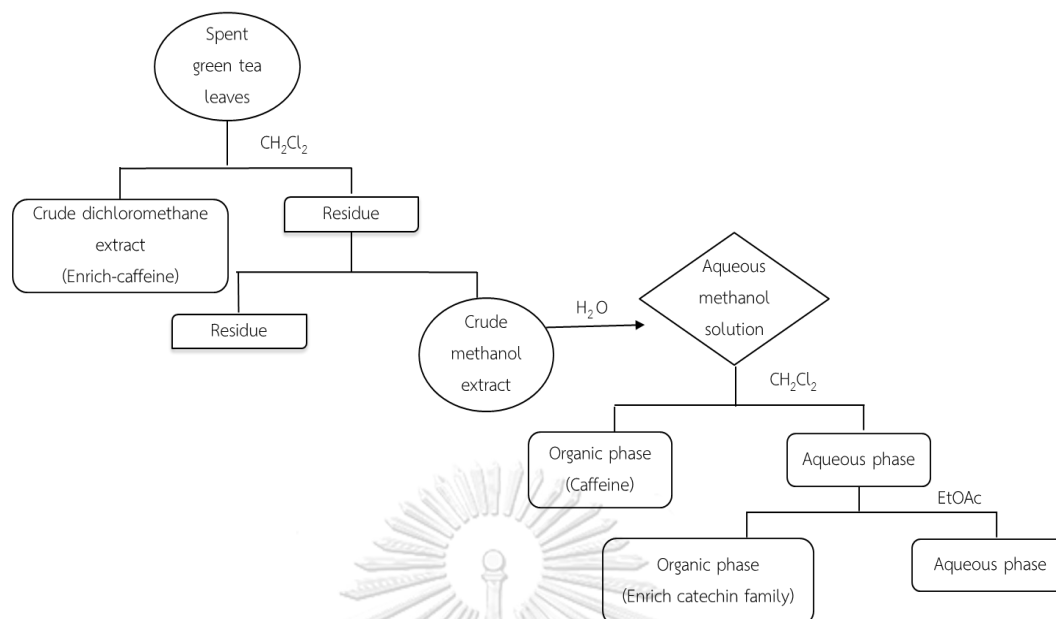 Spent
green tea
leaves
CH₂Cl₂
Crude dichloromethane
extract
(Enrich-caffeine)
Residue
Residue
Crude
methanol
extract
H₂O
Aqueous
methanol
solution
CH₂Cl₂
Organic phase
(Caffeine)
Aqueous phase
EtOAc
Organic phase
(Enrich catechin family)
Aqueous phase